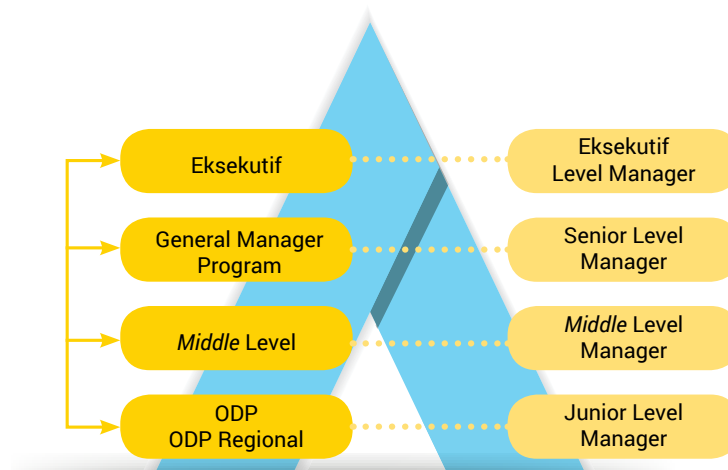 Eksekutif
Eksekutif
Level Manager
General Manager
Program
Senior Level
Manager
Middle Level
Middle Level
Manager
ODP
ODP Regional
Junior Level
Manager